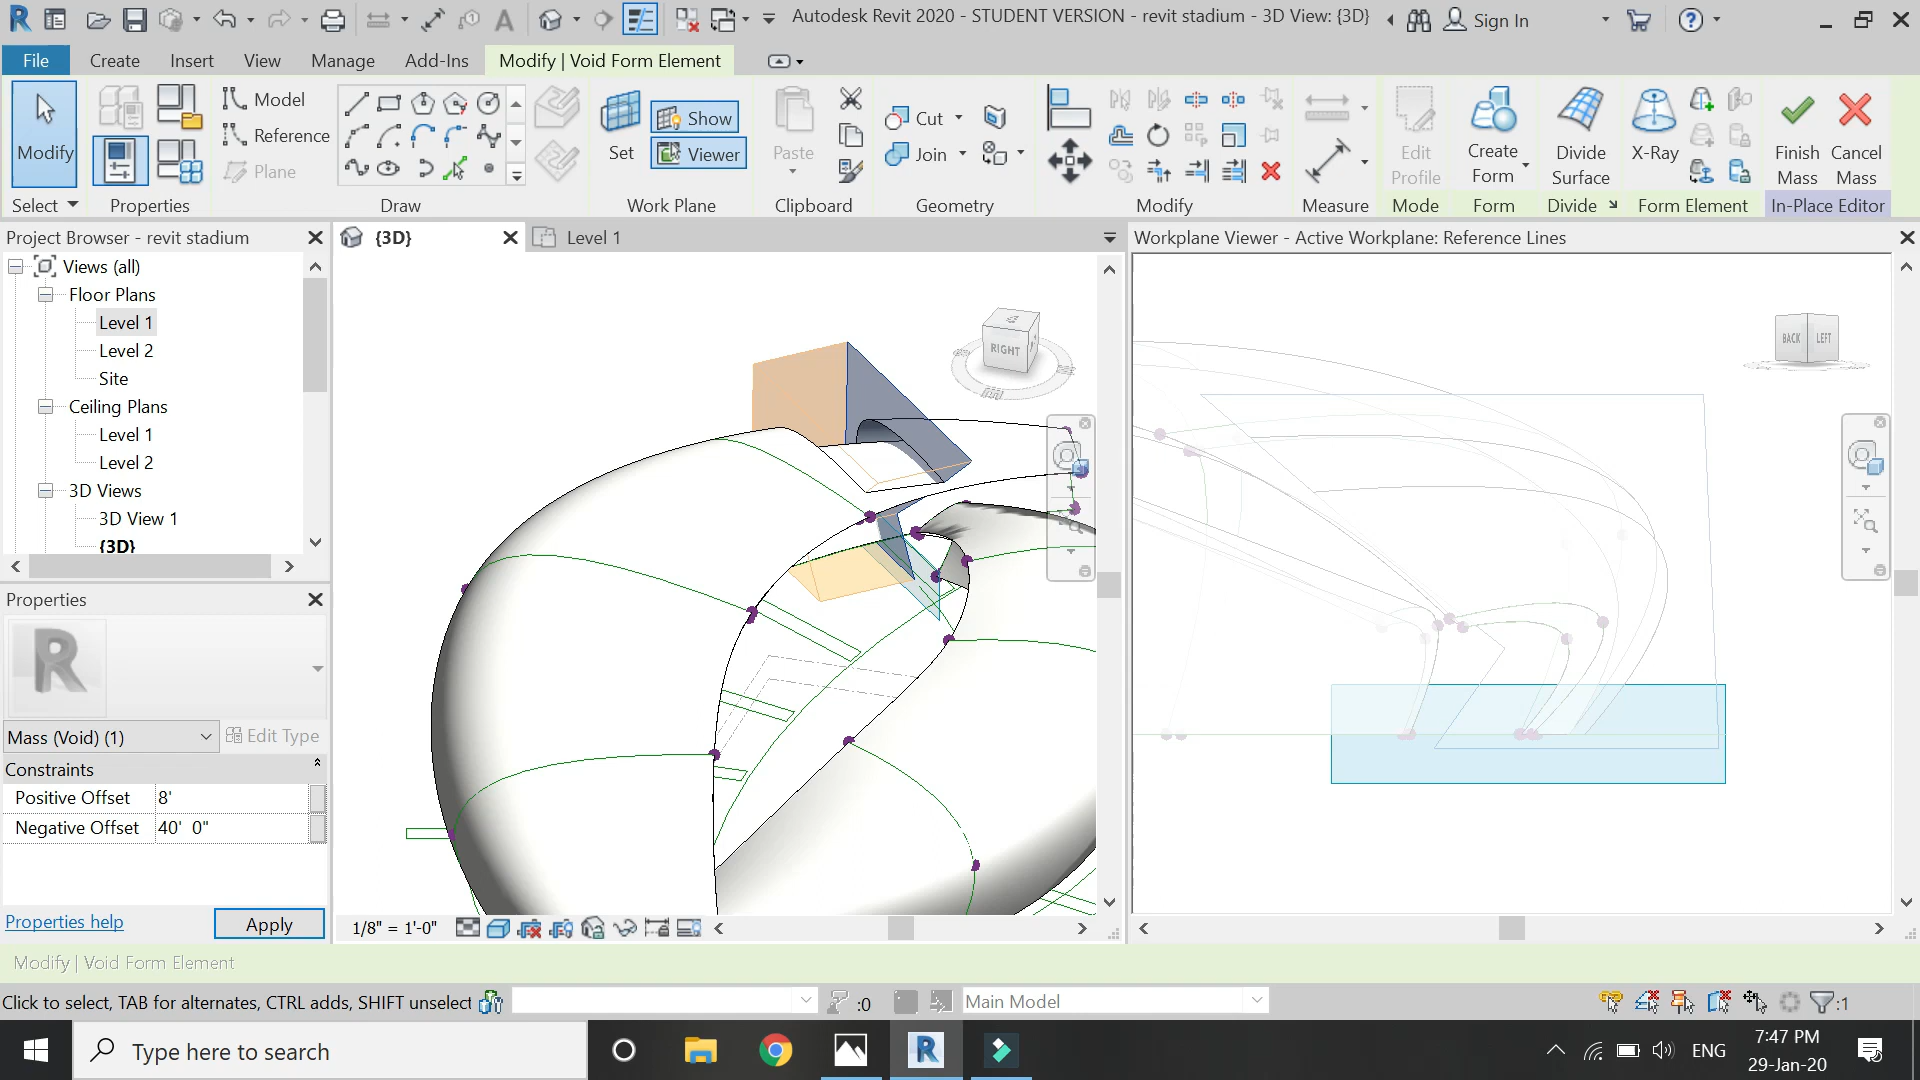 Autodesk Revit 2020 - STUDENT VERSION - revit stadium - 3D View: {3D}
Sign In
File
Create
Insert
View
Manage
Add-Ins
Modify | Void Form Element
Modify
Select
Properties
Model
Reference
Plane
Draw
Set
Show
Viewer
Work Plane
Paste
Clipboard
Cut
Join
Geometry
Modify
Measure
Edit
Profile
Mode
Create
Form
Form
Divide
Surface
Divide
X-Ray
Form Element
Finish
Mass
Cancel
Mass
In-Place Editor
Project Browser - revit stadium
Views (all)
Floor Plans
Level 1
Level 2
Site
Ceiling Plans
Level 1
Level 2
3D Views
3D View 1
{3D}
Properties
R
Mass (Void) (1)
Edit Type
Constraints
Positive Offset 8'
Negative Offset 40' 0"
Properties help
Apply
{3D}
Level 1
RIGHT
1/8" = 1'-0"
Workplane Viewer - Active Workplane: Reference Lines
BACK
LEFT
Modify | Void Form Element
Click to select, TAB for alternates, CTRL adds, SHIFT unselect
:0
Main Model
:1
Type here to search
ENG
7:47 PM
29-Jan-20